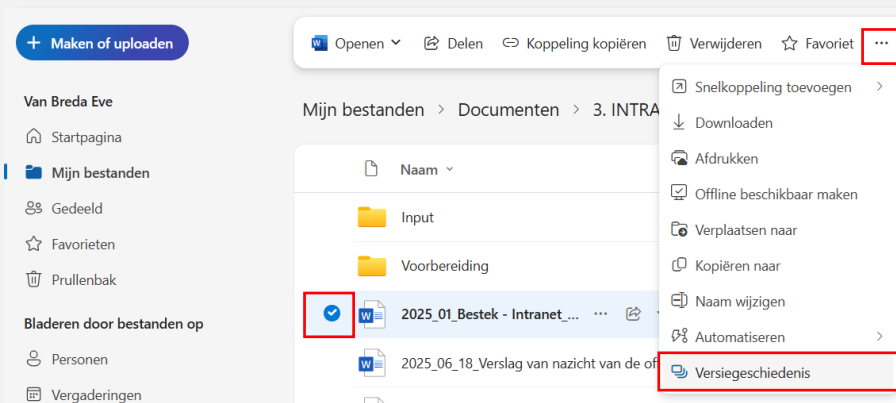 Maken of uploaden
Openen
Delen
Koppeling kopiëren
Verwijderen
Favoriet
Van Breda Eve
Startpagina
Mijn bestanden
Gedeeld
Favorieten
Prullenbak
Bladeren door bestanden op
Personen
Vergaderingen
Mijn bestanden > Documenten > 3. INTRA
Naam
Input
Voorbereiding
2025_01_Bestek - Intranet_...
2025_06_18_Verslag van nazicht van de of
Snelkoppeling toevoegen
Downloaden
Afdrukken
Offline beschikbaar maken
Verplaatsen naar
Kopiëren naar
Naam wijzigen
Automatiseren
Versiegeschiedenis